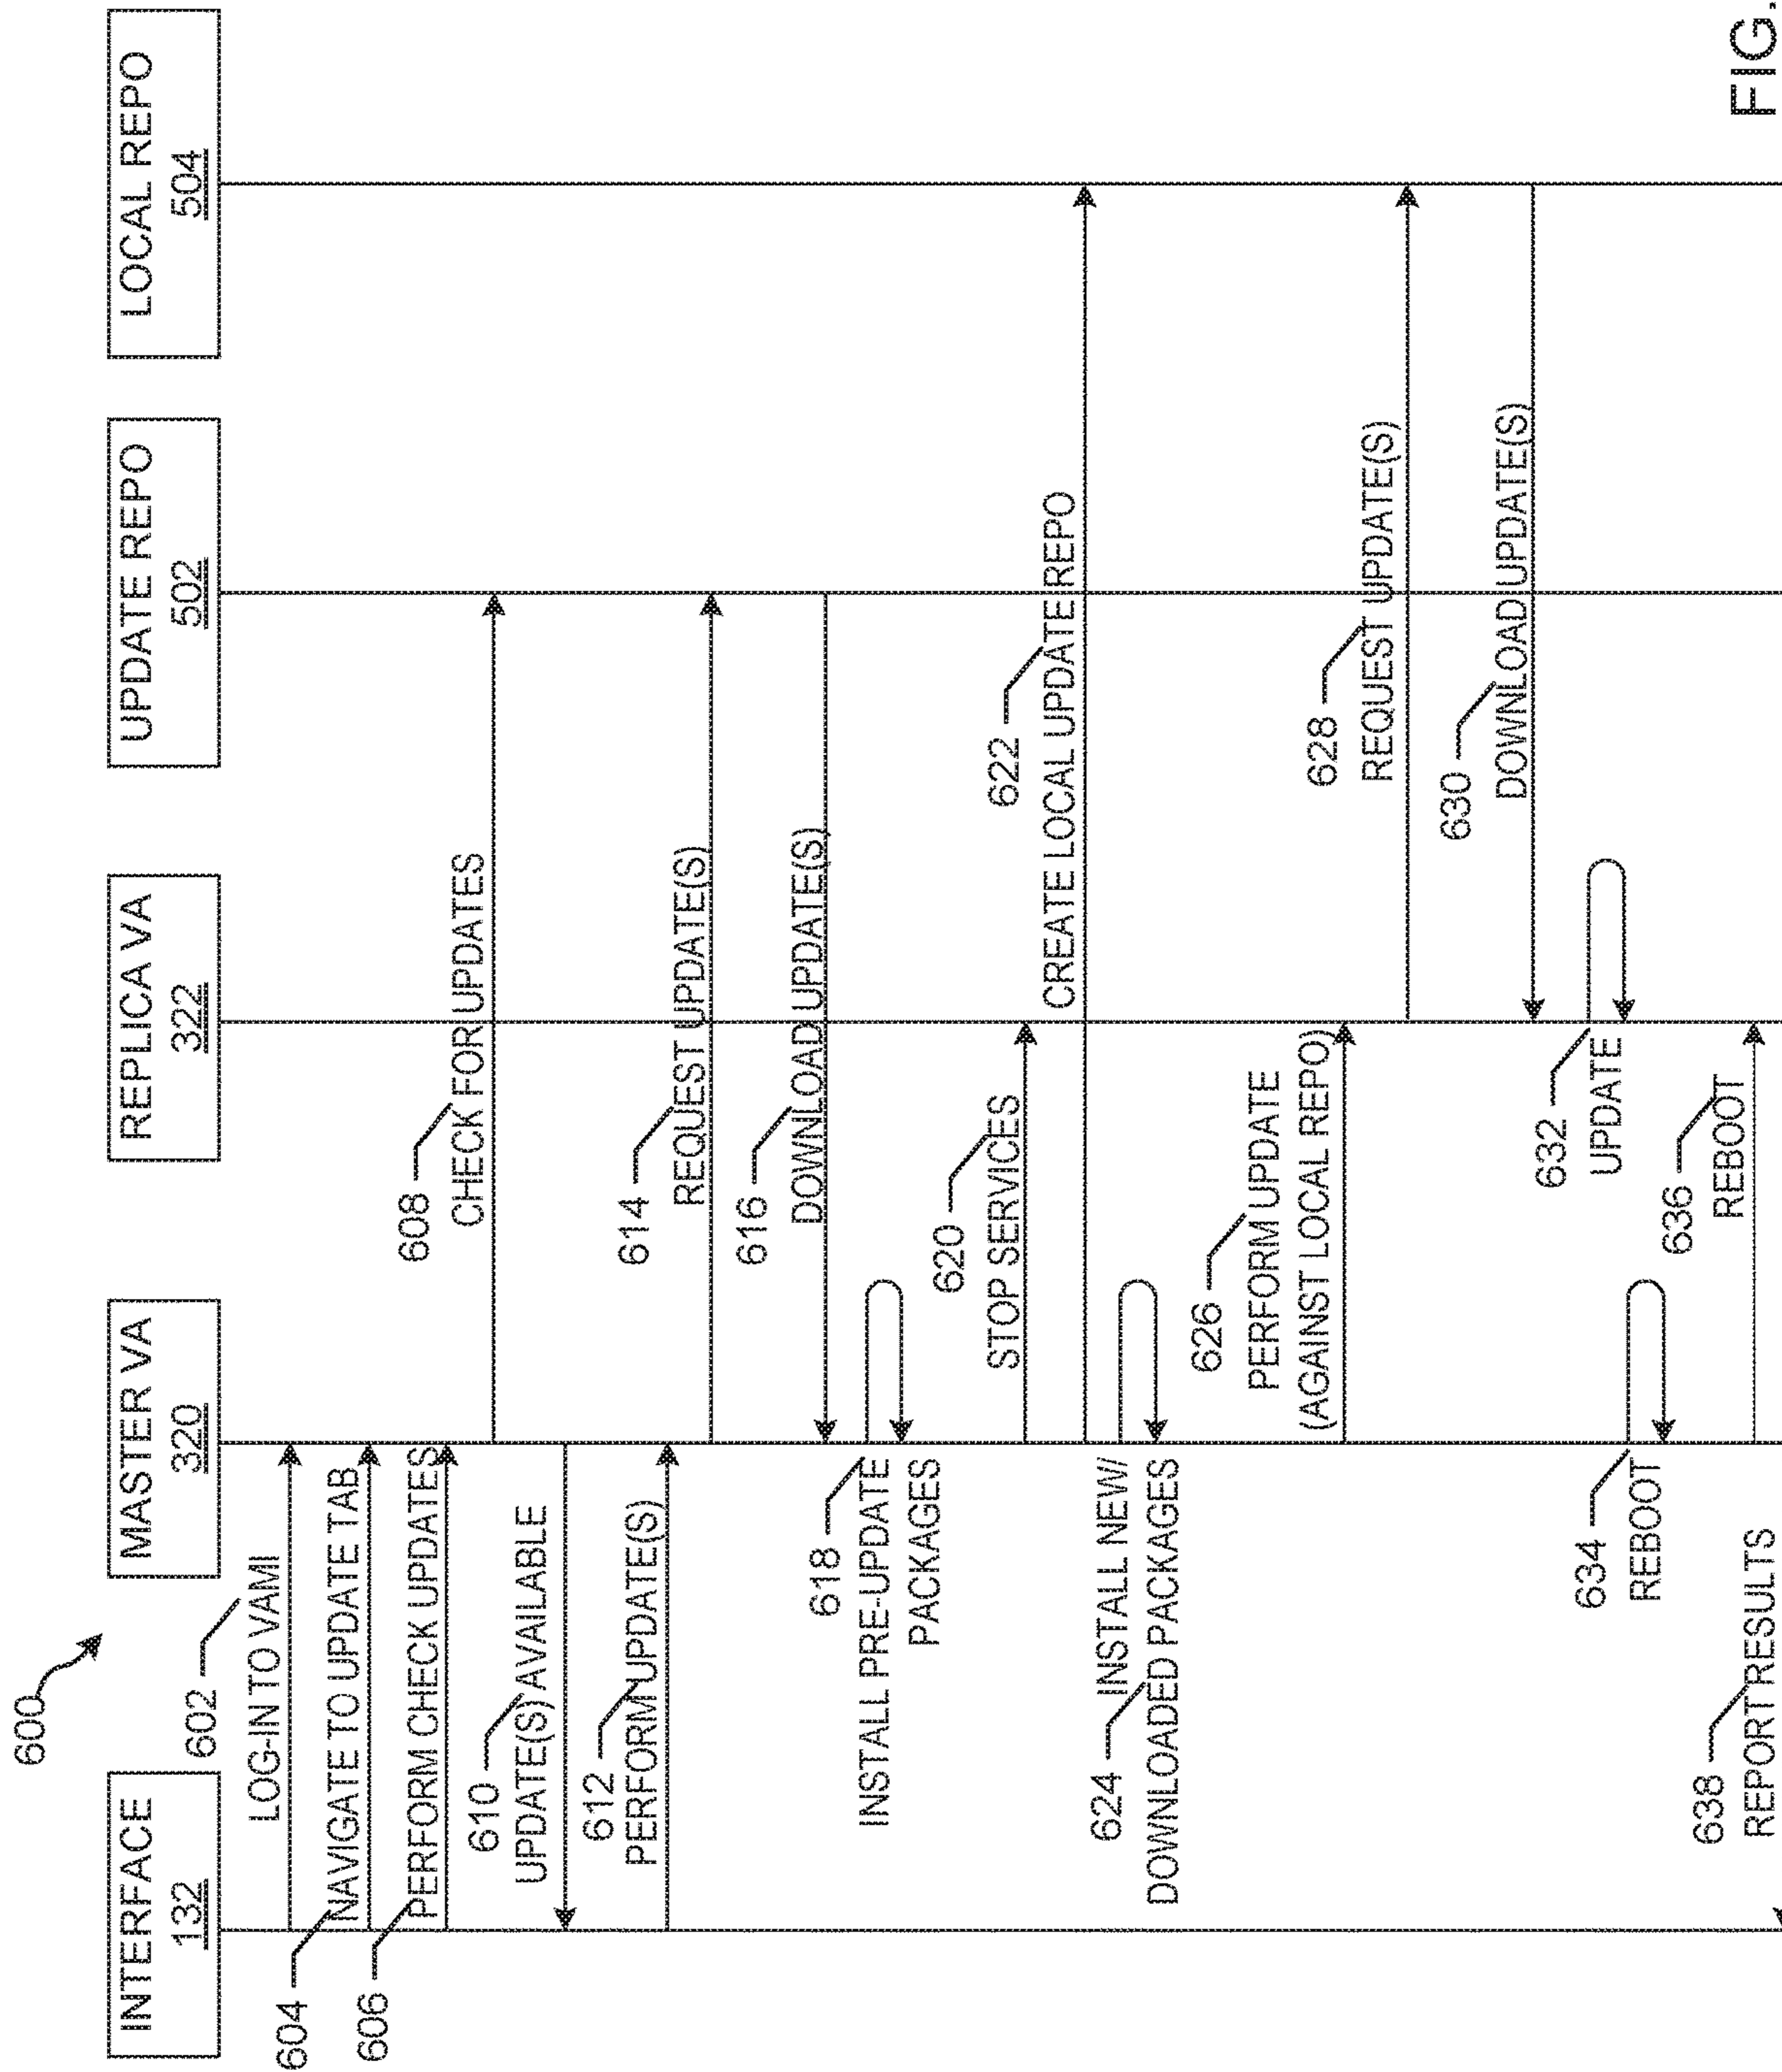 600
INTERFACE
132
MASTER VA
320
REPLICA VA
322
UPDATE REPO
502
LOCAL REPO
504
602
LOG-IN TO VAMI
604
NAVIGATE TO UPDATE TAB
606
PERFORM CHECK UPDATES
608
CHECK FOR UPDATES
610
UPDATE(S) AVAILABLE
612
PERFORM UPDATE(S)
614
REQUEST UPDATE(S)
616
DOWNLOAD UPDATE(S)
618
INSTALL PRE-UPDATE
PACKAGES
620
STOP SERVICES
622
CREATE LOCAL UPDATE REPO
624
INSTALL NEW/
DOWNLOADED PACKAGES
626
PERFORM UPDATE
(AGAINST LOCAL REPO)
628
REQUEST UPDATE(S)
630
DOWNLOAD UPDATE(S)
632
UPDATE
634
REBOOT
636
REBOOT
638
REPORT RESULTS
FIG.